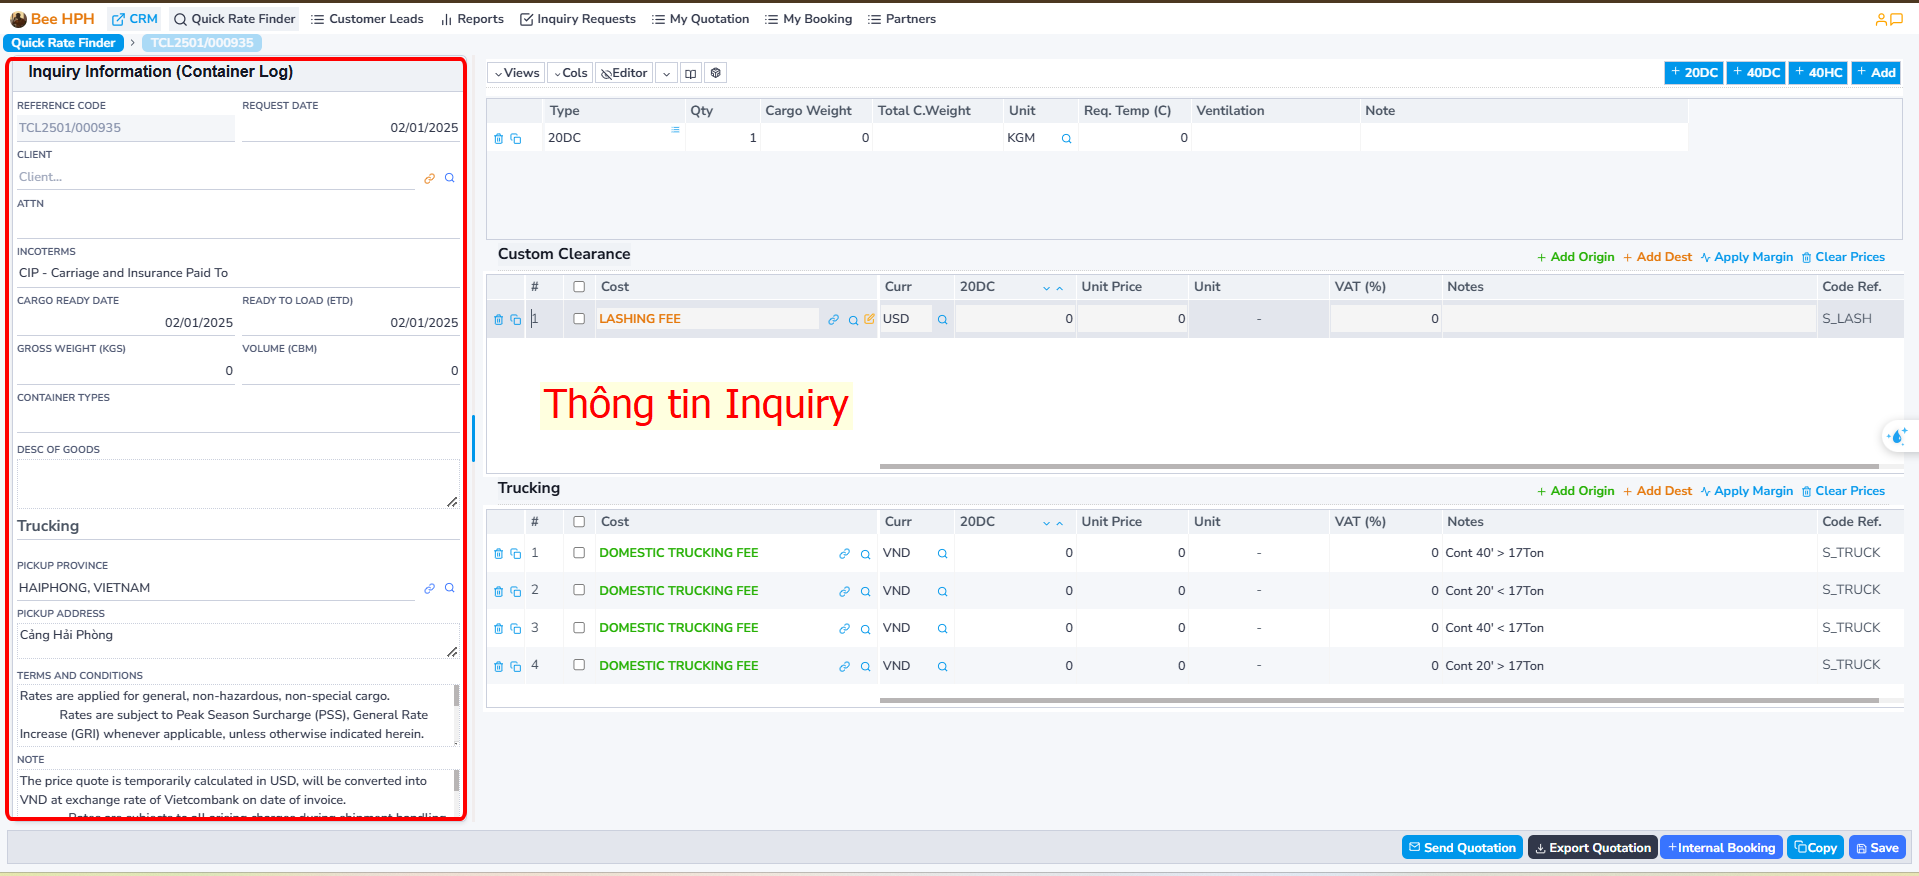 Bee HPH CRM Quick Rate Finder Customer Leads Reports Inquiry Requests My Quotation My Booking Partners
Quick Rate Finder > TCL2501/000935
Inquiry Information (Container Log)
REFERENCE CODE REQUEST DATE
TCL2501/000935 02/01/2025
CLIENT
Client...
ATTN
INCOTERMS
CIP - Carriage and Insurance Paid To
CARGO READY DATE READY TO LOAD (ETD)
02/01/2025 02/01/2025
GROSS WEIGHT (KGS) VOLUME (CBM)
0 0
CONTAINER TYPES
DESC OF GOODS
Trucking
PICKUP PROVINCE
HAIPHONG, VIETNAM
PICKUP ADDRESS
Cảng Hải Phòng
TERMS AND CONDITIONS
Rates are applied for general, non-hazardous, non-special cargo.
Rates are subject to Peak Season Surcharge (PSS), General Rate
Increase (GRI) whenever applicable, unless otherwise indicated herein.
NOTE
The price quote is temporarily calculated in USD, will be converted into
VND at exchange rate of Vietcombank on date of invoice.
Views Cols Editor + 20DC + 40DC + 40HC + Add
Type Qty Cargo Weight Total C.Weight Unit Req. Temp (C) Ventilation Note
20DC 1 0 KGM 0
Custom Clearance + Add Origin + Add Dest Apply Margin Clear Prices
# Cost Curr 20DC Unit Price Unit VAT (%) Notes Code Ref.
1 LASHING FEE USD 0 0 - 0 S_LASH
Thông tin Inquiry
Trucking + Add Origin + Add Dest Apply Margin Clear Prices
# Cost Curr 20DC Unit Price Unit VAT (%) Notes Code Ref.
1 DOMESTIC TRUCKING FEE VND 0 0 - 0 Cont 40' > 17Ton S_TRUCK
2 DOMESTIC TRUCKING FEE VND 0 0 - 0 Cont 20' < 17Ton S_TRUCK
3 DOMESTIC TRUCKING FEE VND 0 0 - 0 Cont 40' < 17Ton S_TRUCK
4 DOMESTIC TRUCKING FEE VND 0 0 - 0 Cont 20' > 17Ton S_TRUCK
Send Quotation Export Quotation +Internal Booking Copy Save